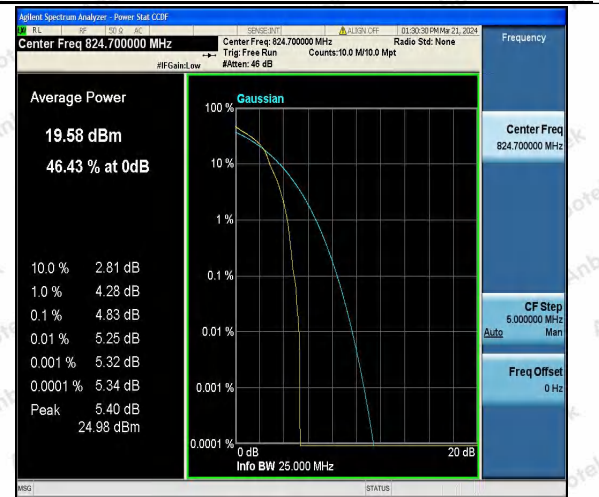 Agilent Spectrum Analyzer - Power Stat CCDF
RL RF 50 Ω AC SENSE:INT ALIGN OFF 01:30:30 PM Mar 21, 2024
Center Freq 824.700000 MHz
Center Freq: 824.700000 MHz Radio Std: None
Trig: Free Run Counts:10.0 M/10.0 Mpt
#IFGain:Low #Atten: 46 dB
Frequency
Average Power
19.58 dBm
46.43 % at 0dB
10.0 % 2.81 dB
1.0 % 4.28 dB
0.1 % 4.83 dB
0.01 % 5.25 dB
0.001 % 5.32 dB
0.0001 % 5.34 dB
Peak 5.40 dB
24.98 dBm
Gaussian
100 %
10 %
1 %
0.1 %
0.01 %
0.001 %
0.0001 %
0 dB 20 dB
Info BW 25.000 MHz
Center Freq
824.700000 MHz
CF Step
5.000000 MHz
Auto Man
Freq Offset
0 Hz
MSG STATUS